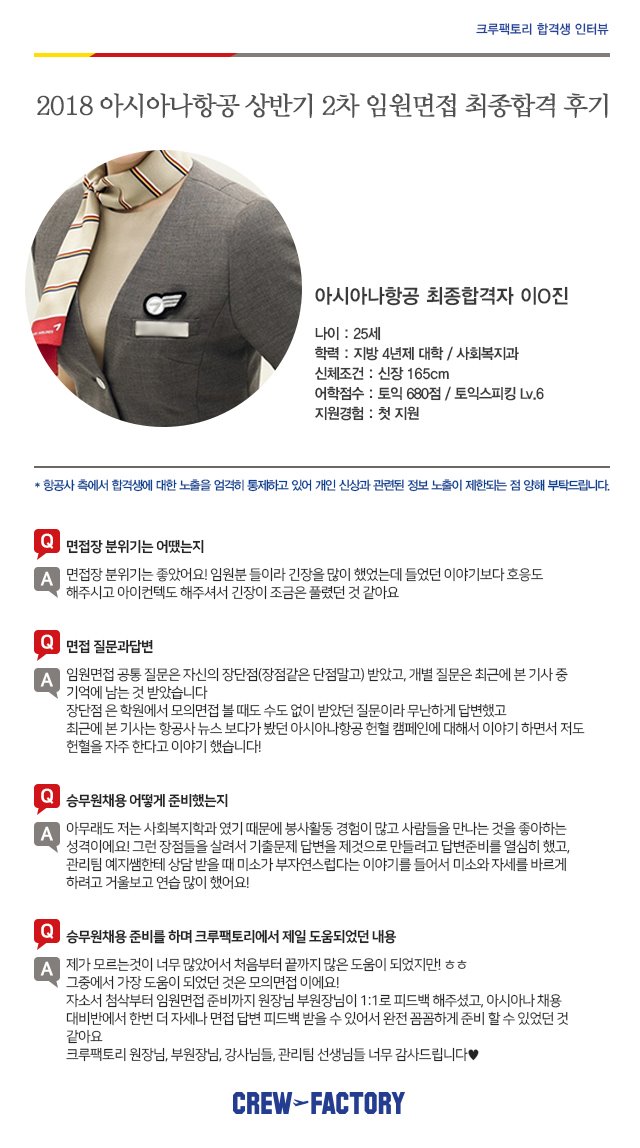 크루팩토리 합격생 인터뷰
2018 아시아나항공 상반기 2차 임원면접 최종합격 후기
아시아나항공 최종합격자 이O진
나이 : 25세
학력 : 지방 4년제 대학 / 사회복지과
신체조건 : 신장 165cm
어학점수 : 토익 680점 / 토익스피킹 Lv.6
지원경험 : 첫 지원
* 항공사 측에서 합격생에 대한 노출을 엄격히 통제하고 있어 개인 신상과 관련된 정보 노출이 제한되는 점 양해 부탁드립니다.
Q 면접장 분위기는 어땠는지
A 면접장 분위기는 좋았어요! 임원분 들이라 긴장을 많이 했었는데 들었던 이야기보다 호응도
해주시고 아이컨텍도 해주셔서 긴장이 조금은 풀렸던 것 같아요
Q 면접 질문과답변
A 임원면접 공통 질문은 자신의 장단점(장점같은 단점말고) 받았고, 개별 질문은 최근에 본 기사 중
기억에 남는 것 받았습니다
장단점 은 학원에서 모의면접 볼 때도 수도 없이 받았던 질문이라 무난하게 답변했고
최근에 본 기사는 항공사 뉴스 보다가 봤던 아시아나항공 헌혈 캠페인에 대해서 이야기 하면서 저도
헌혈을 자주 한다고 이야기 했습니다!
Q 승무원채용 어떻게 준비했는지
A 아무래도 저는 사회복지학과 였기 때문에 봉사활동 경험이 많고 사람들을 만나는 것을 좋아하는
성격이에요! 그런 장점들을 살려서 기출문제 답변을 제것으로 만들려고 답변준비를 열심히 했고,
관리팀 예지쌤한테 상담 받을 때 미소가 부자연스럽다는 이야기를 들어서 미소와 자세를 바르게
하려고 거울보고 연습 많이 했어요!
Q 승무원채용 준비를 하며 크루팩토리에서 제일 도움되었던 내용
A 제가 모르는것이 너무 많았어서 처음부터 끝까지 많은 도움이 되었지만! ㅎㅎ
그중에서 가장 도움이 되었던 것은 모의면접 이에요!
자소서 첨삭부터 임원면접 준비까지 원장님 부원장님이 1:1로 피드백 해주셨고, 아시아나 채용
대비반에서 한번 더 자세나 면접 답변 피드백 받을 수 있어서 완전 꼼꼼하게 준비 할 수 있었던 것
같아요
크루팩토리 원장님, 부원장님, 강사님들, 관리팀 선생님들 너무 감사드립니다♥
CREW FACTORY